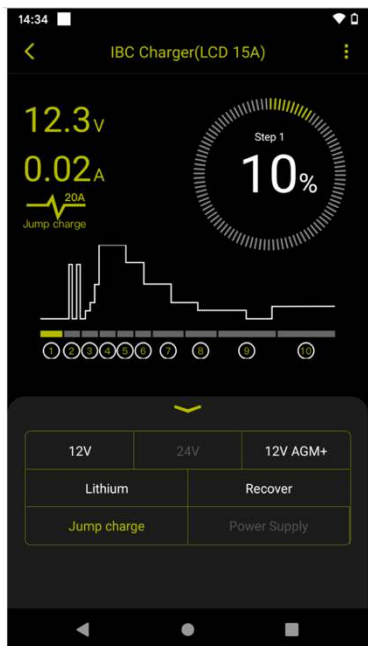 14:34
IBC Charger(LCD 15A)
12.3V
0.02A
20A
Jump charge
Step 1
10%
1 2 3 4 5 6 7 8 9 10
12V 24V 12V AGM+
Lithium Recover
Jump charge Power Supply